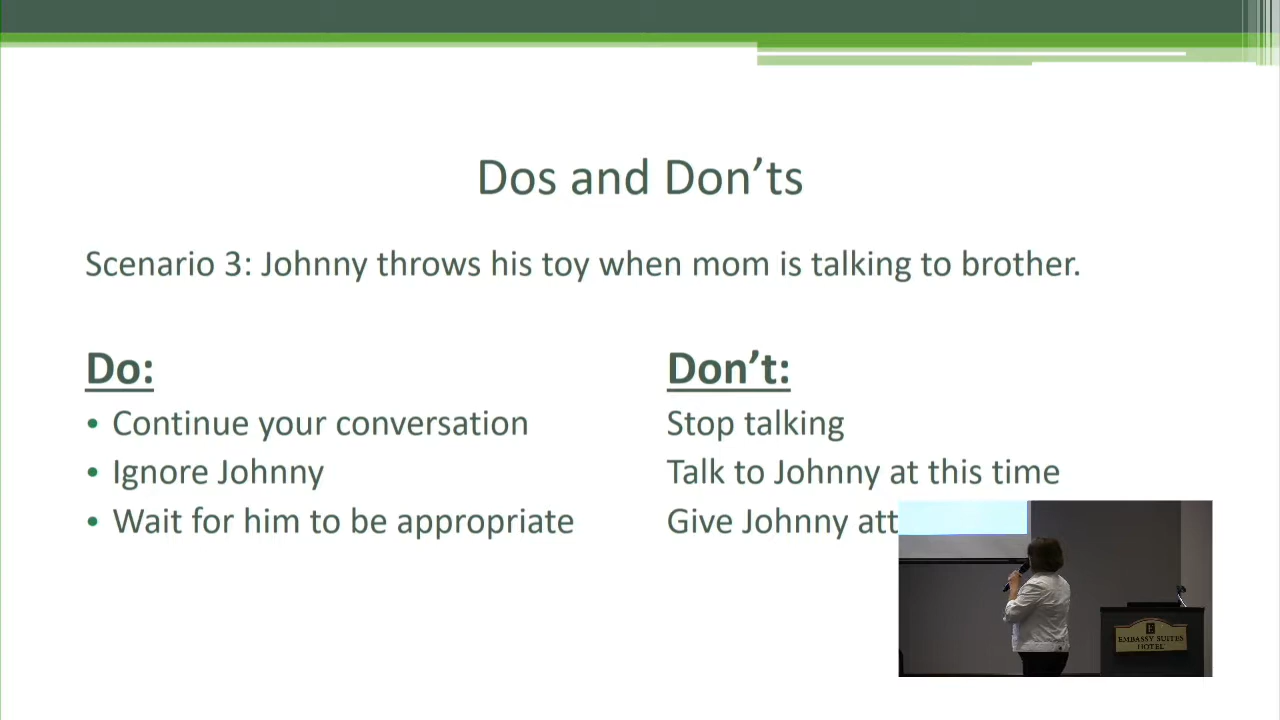 Dos and Don’ts
Scenario 3: Johnny throws his toy when mom is talking to brother.
Do:
• Continue your conversation
• Ignore Johnny
• Wait for him to be appropriate
Don’t:
Stop talking
Talk to Johnny at this time
Give Johnny
E
EMBASSY SUITES
HOTEL